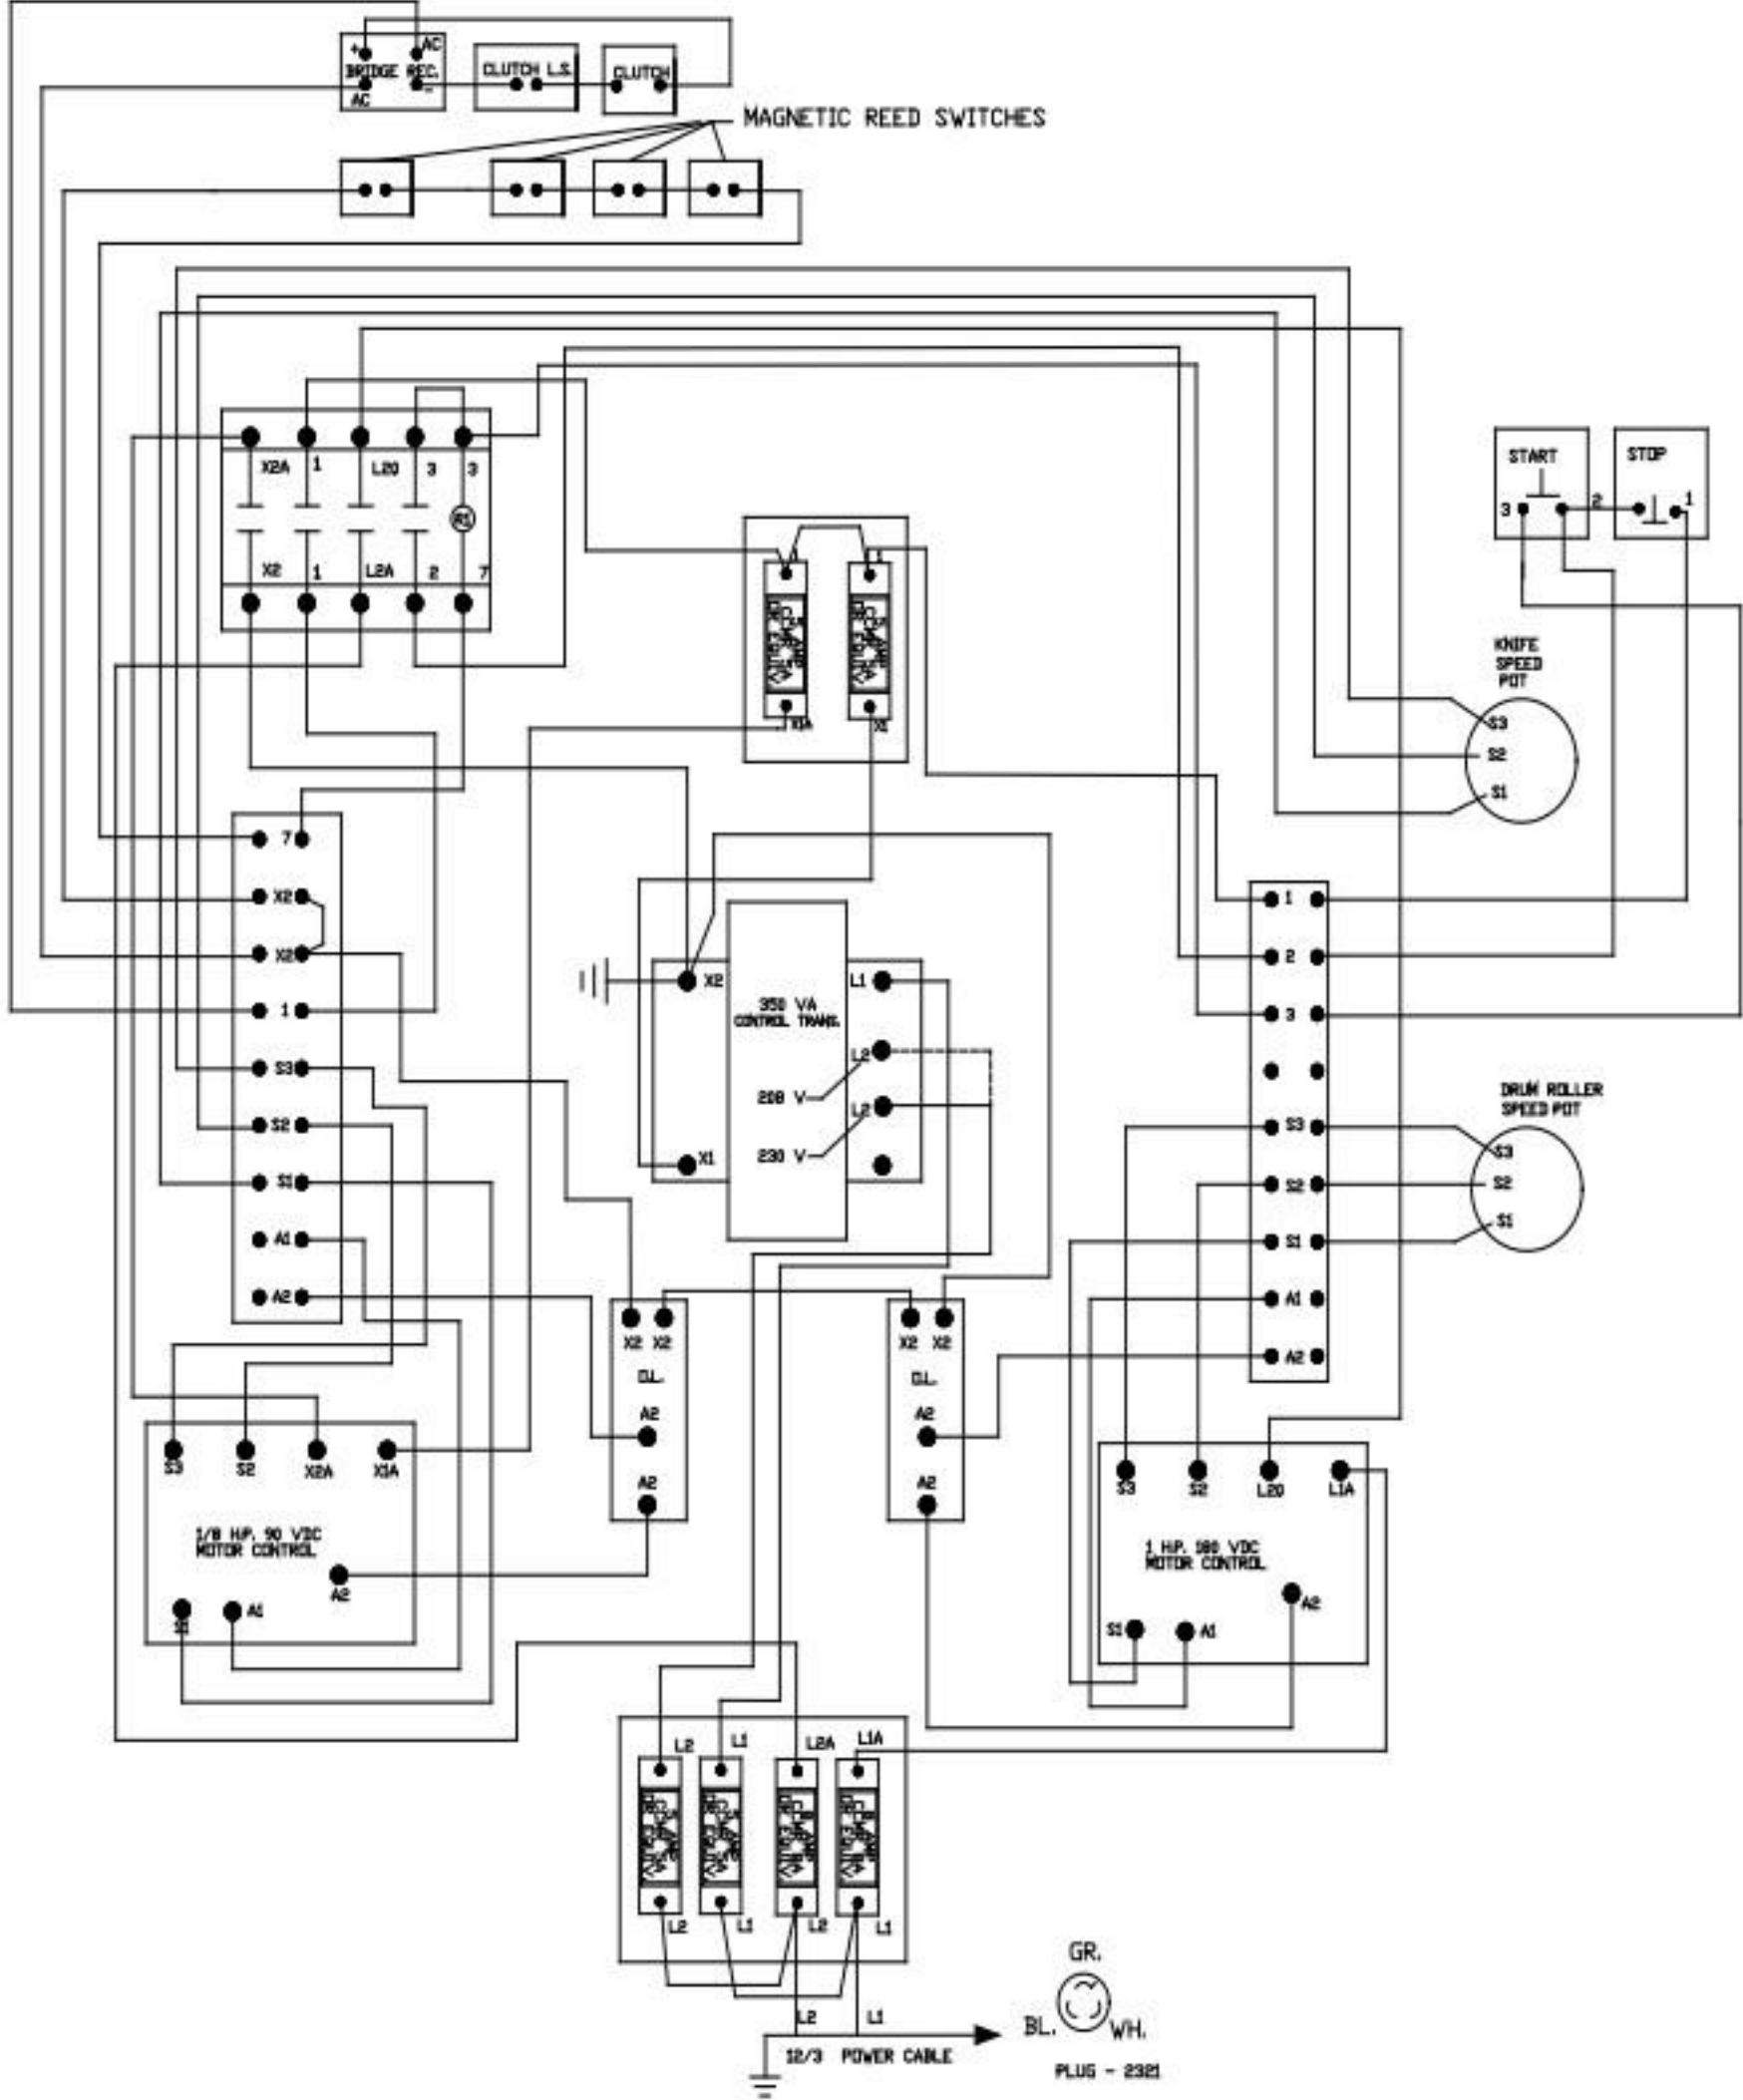 + AC
BRIDGE REC.
AC -
CLUTCH L.S.
CLUTCH
MAGNETIC REED SWITCHES
X2A 1 L20 3 3
R1
X2 1 L2A 2 7
START
3
2
STOP
1
L1
X1A X1
KNIFE
SPEED
POT
S3
S2
S1
7
X2
X2
1
S3
S2
S1
A1
A2
X2
X1
350 VA
CONTROL TRANS.
L1
L2
208 V
L2
230 V
1
2
3
S3
S2
S1
A1
A2
DRUM ROLLER
SPEED POT
S3
S2
S1
X2 X2
O.L.
A2
A2
X2 X2
O.L.
A2
A2
S3 S2 X2A X1A
1/8 H.P. 90 VDC
MOTOR CONTROL
A2
S1 A1
S3 S2 L20 L1A
1 H.P. 180 VDC
MOTOR CONTROL
A2
S1 A1
L2 L1 L2A L1A
L2 L1 L2 L1
L2 L1
12/3 POWER CABLE
GR.
BL. WH.
PLUG - 2321